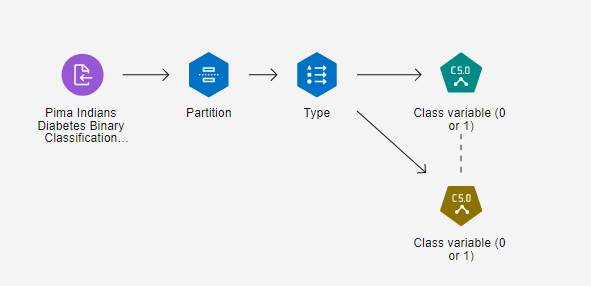 C5.0
Pima Indians
Diabetes Binary
Classification...
Partition
Type
Class variable (0
or 1)
C5.0
Class variable (0
or 1)